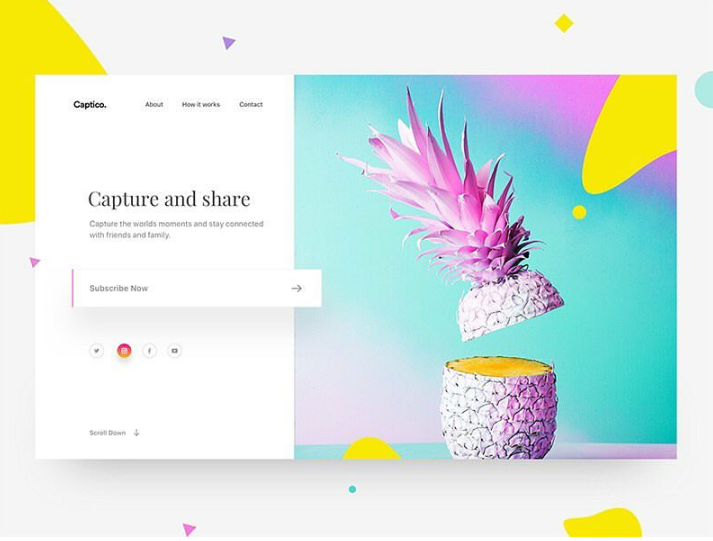 Captico. About How it works Contact
Capture and share
Capture the worlds moments and stay connected
with friends and family.
Subscribe Now
Scroll Down